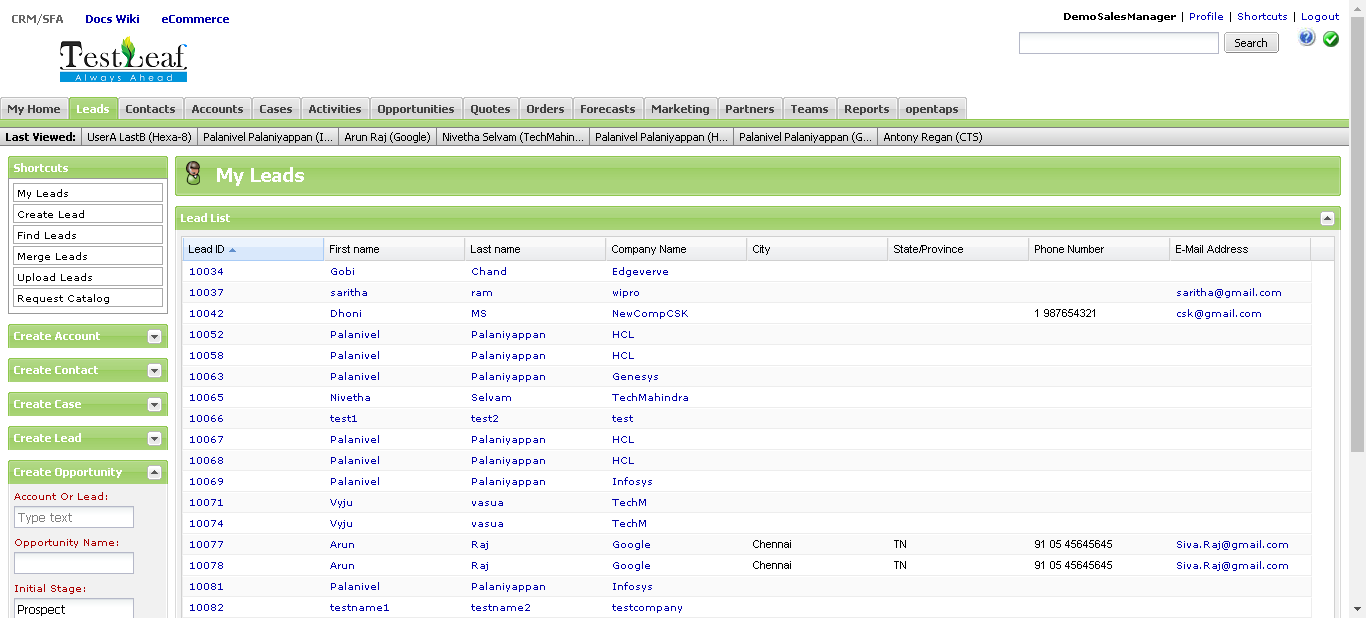 CRM/SFA Docs Wiki eCommerce
DemoSalesManager | Profile | Shortcuts | Logout
Search
TestLeaf
Always Ahead
My Home Leads Contacts Accounts Cases Activities Opportunities Quotes Orders Forecasts Marketing Partners Teams Reports opentaps
Last Viewed: UserA LastB (Hexa-8) Palanivel Palaniyappan (I... Arun Raj (Google) Nivetha Selvam (TechMahin... Palanivel Palaniyappan (H... Palanivel Palaniyappan (G... Antony Regan (CTS)
Shortcuts
My Leads
Create Lead
Find Leads
Merge Leads
Upload Leads
Request Catalog
Create Account
Create Contact
Create Case
Create Lead
Create Opportunity
Account Or Lead:
Type text
Opportunity Name:
Initial Stage:
Prospect
My Leads
Lead List
Lead ID First name Last name Company Name City State/Province Phone Number E-Mail Address
10034 Gobi Chand Edgeverve
10037 saritha ram wipro saritha@gmail.com
10042 Dhoni MS NewCompCSK 1 987654321 csk@gmail.com
10052 Palanivel Palaniyappan HCL
10058 Palanivel Palaniyappan HCL
10063 Palanivel Palaniyappan Genesys
10065 Nivetha Selvam TechMahindra
10066 test1 test2 test
10067 Palanivel Palaniyappan HCL
10068 Palanivel Palaniyappan HCL
10069 Palanivel Palaniyappan Infosys
10071 Vyju vasua TechM
10074 Vyju vasua TechM
10077 Arun Raj Google Chennai TN 91 05 45645645 Siva.Raj@gmail.com
10078 Arun Raj Google Chennai TN 91 05 45645645 Siva.Raj@gmail.com
10081 Palanivel Palaniyappan Infosys
10082 testname1 testname2 testcompany